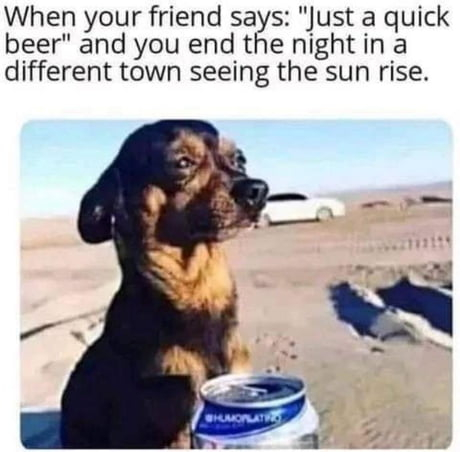 When your friend says: "Just a quick
beer" and you end the night in a
different town seeing the sun rise.
@HUMORLATINO